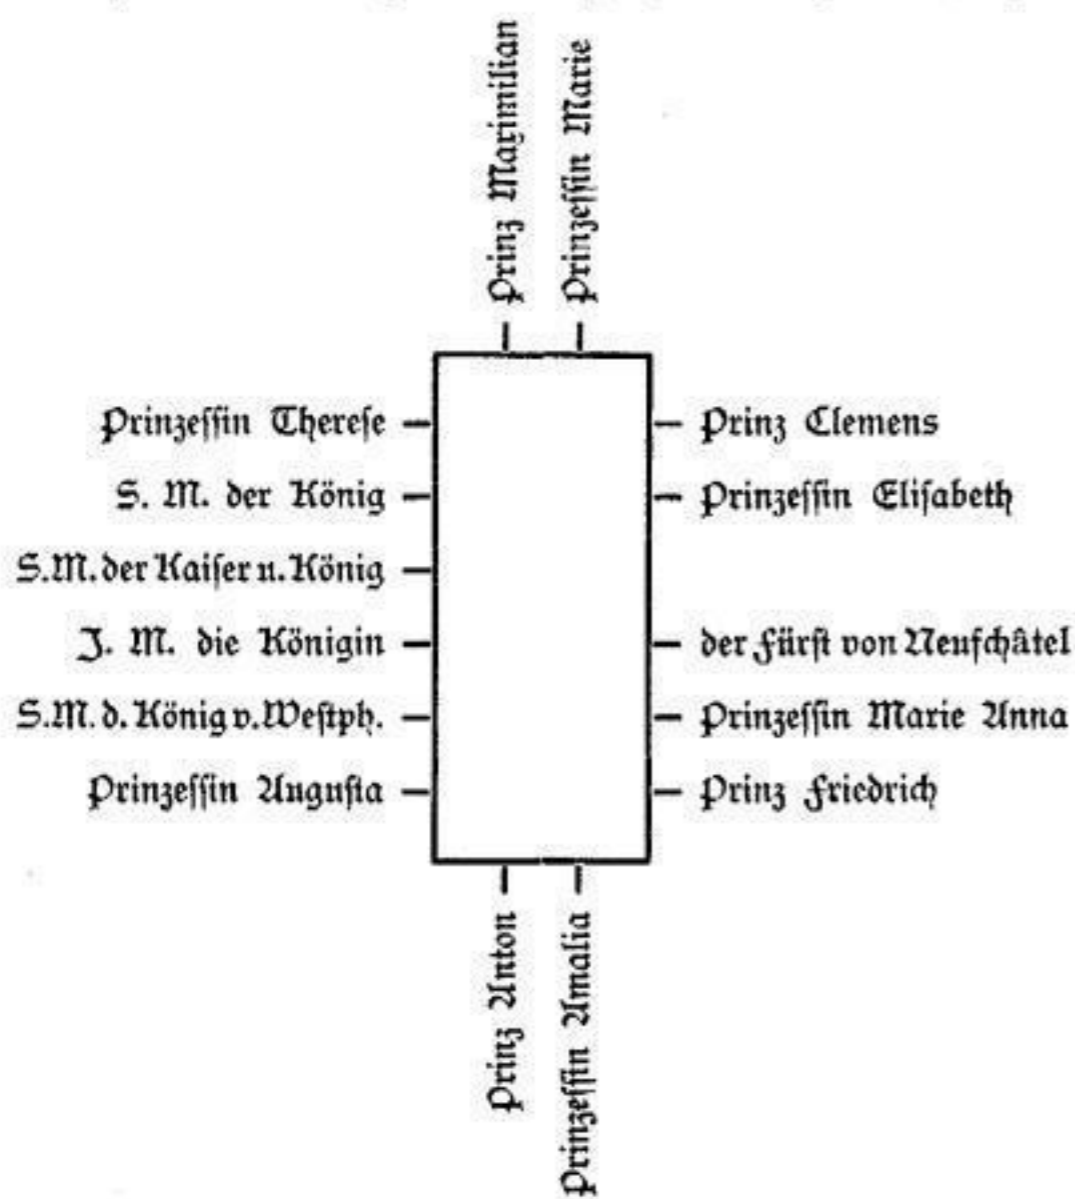 Prinz Maximilian
Prinzessin Marie
Prinzessin Therese
Prinz Clemens
S. M. der König
Prinzessin Elisabeth
S.M. der Kaiser u. König
J. M. die Königin
der Fürst von Neufchâtel
S.M. d. König v. Westph.
Prinzessin Marie Anna
Prinzessin Augusta
Prinz Friedrich
Prinz Anton
Prinzessin Amalia